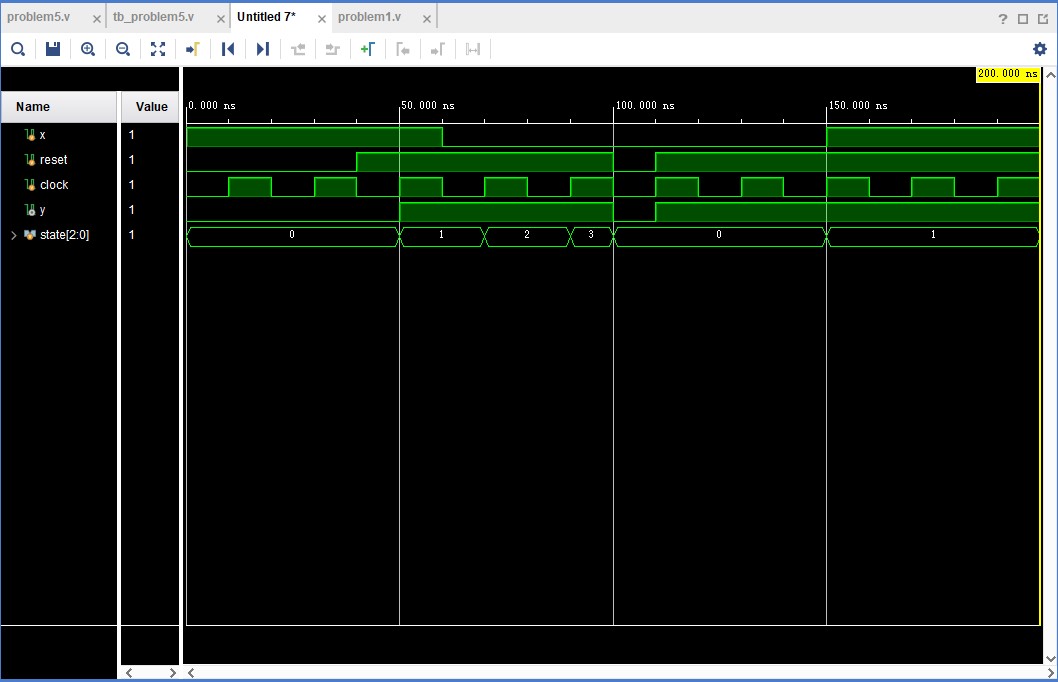 problem5.v × tb_problem5.v × Untitled 7* × problem1.v ×
?
200.000 ns
Name Value 0.000 ns 50.000 ns 100.000 ns 150.000 ns
x 1
reset 1
clock 1
y 1
state[2:0] 1 0 1 2 3 0 1